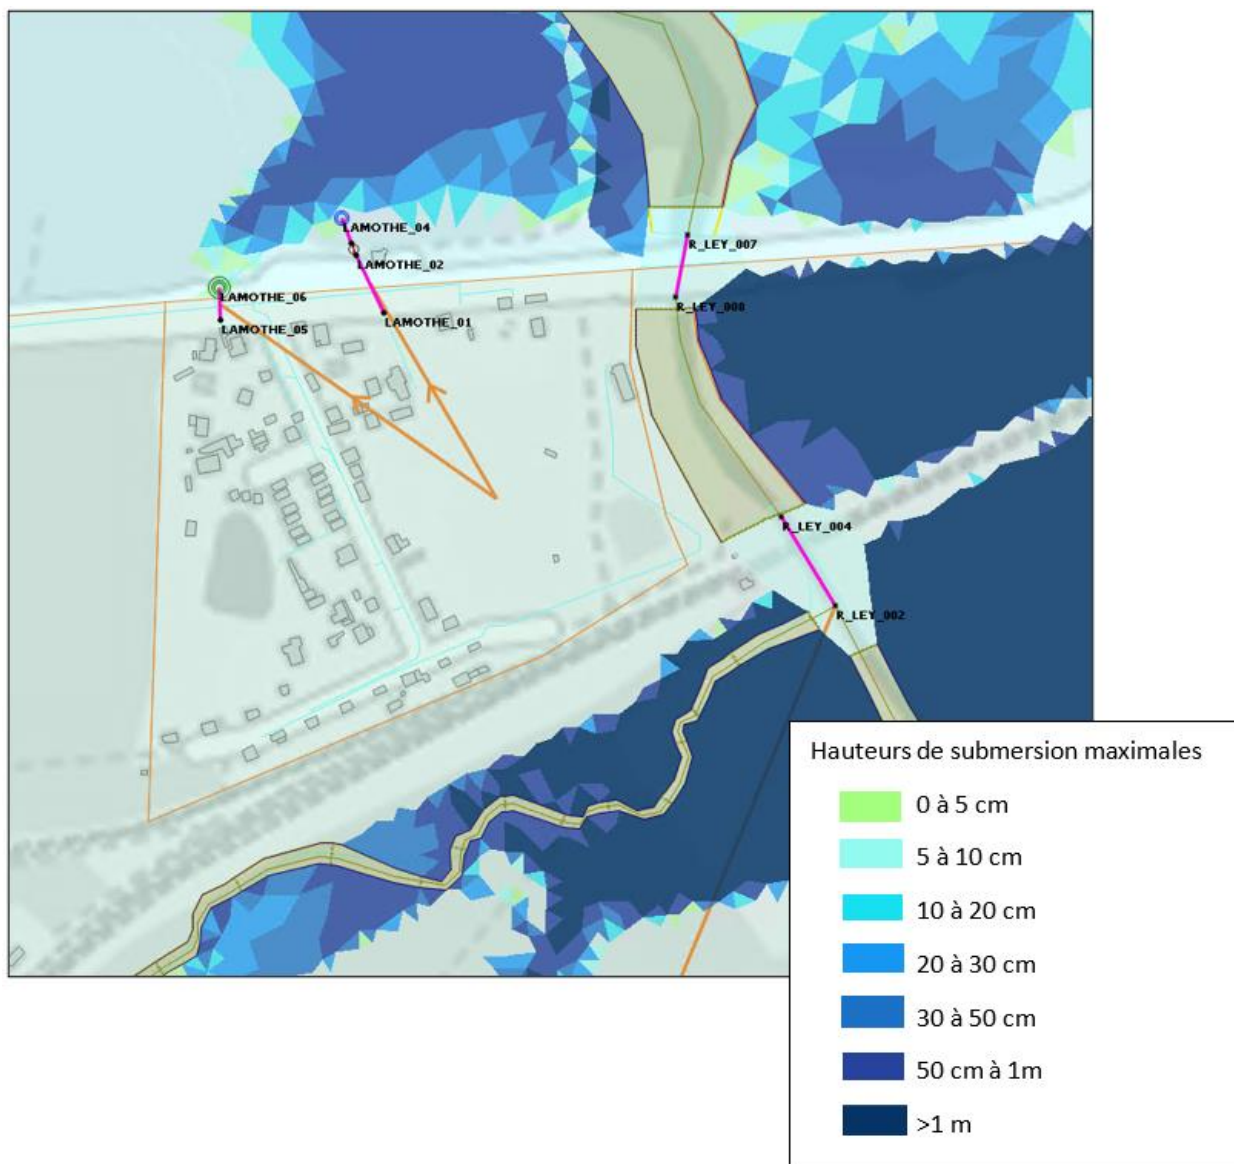 LAMOTHE_04
R_LEY_007
LAMOTHE_02
LAMOTHE_06
R_LEY_008
LAMOTHE_01
LAMOTHE_05
R_LEY_004
R_LEY_002
Hauteurs de submersion maximales
0 à 5 cm
5 à 10 cm
10 à 20 cm
20 à 30 cm
30 à 50 cm
50 cm à 1m
>1 m